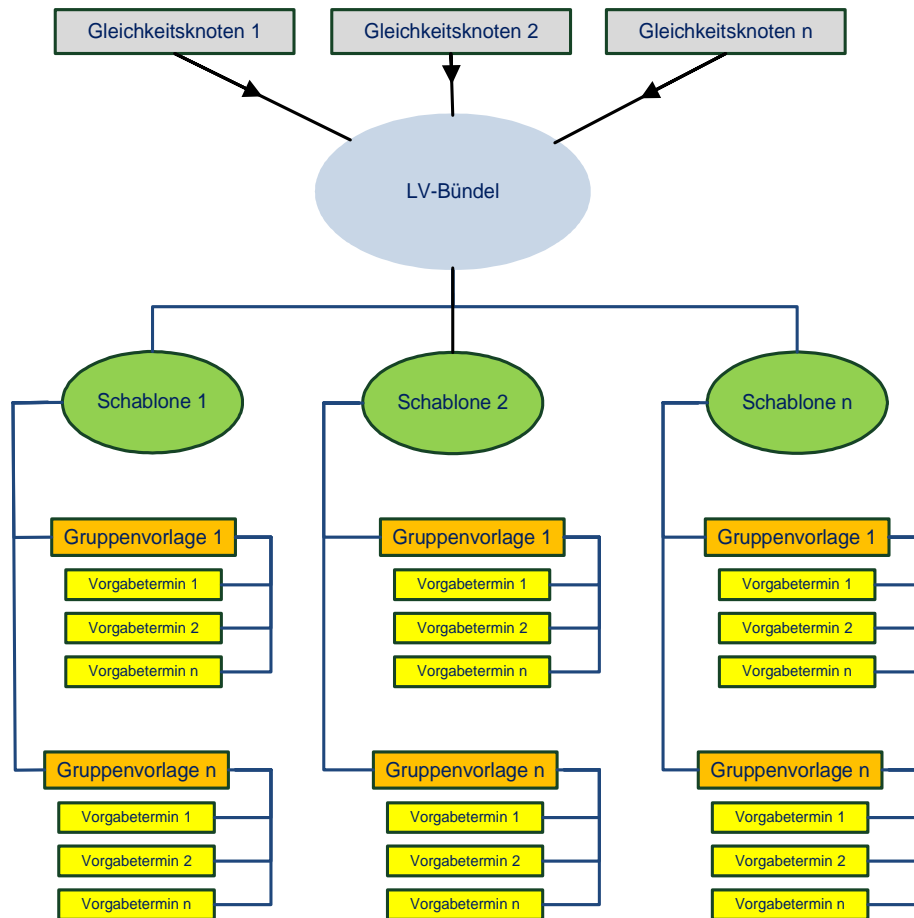 Gleichkeitsknoten 1
Gleichkeitsknoten 2
Gleichkeitsknoten n
LV-Bündel
Schablone 1
Schablone 2
Schablone n
Gruppenvorlage 1
Vorgabetermin 1
Vorgabetermin 2
Vorgabetermin n
Gruppenvorlage n
Vorgabetermin 1
Vorgabetermin 2
Vorgabetermin n
Gruppenvorlage 1
Vorgabetermin 1
Vorgabetermin 2
Vorgabetermin n
Gruppenvorlage n
Vorgabetermin 1
Vorgabetermin 2
Vorgabetermin n
Gruppenvorlage 1
Vorgabetermin 1
Vorgabetermin 2
Vorgabetermin n
Gruppenvorlage n
Vorgabetermin 1
Vorgabetermin 2
Vorgabetermin n